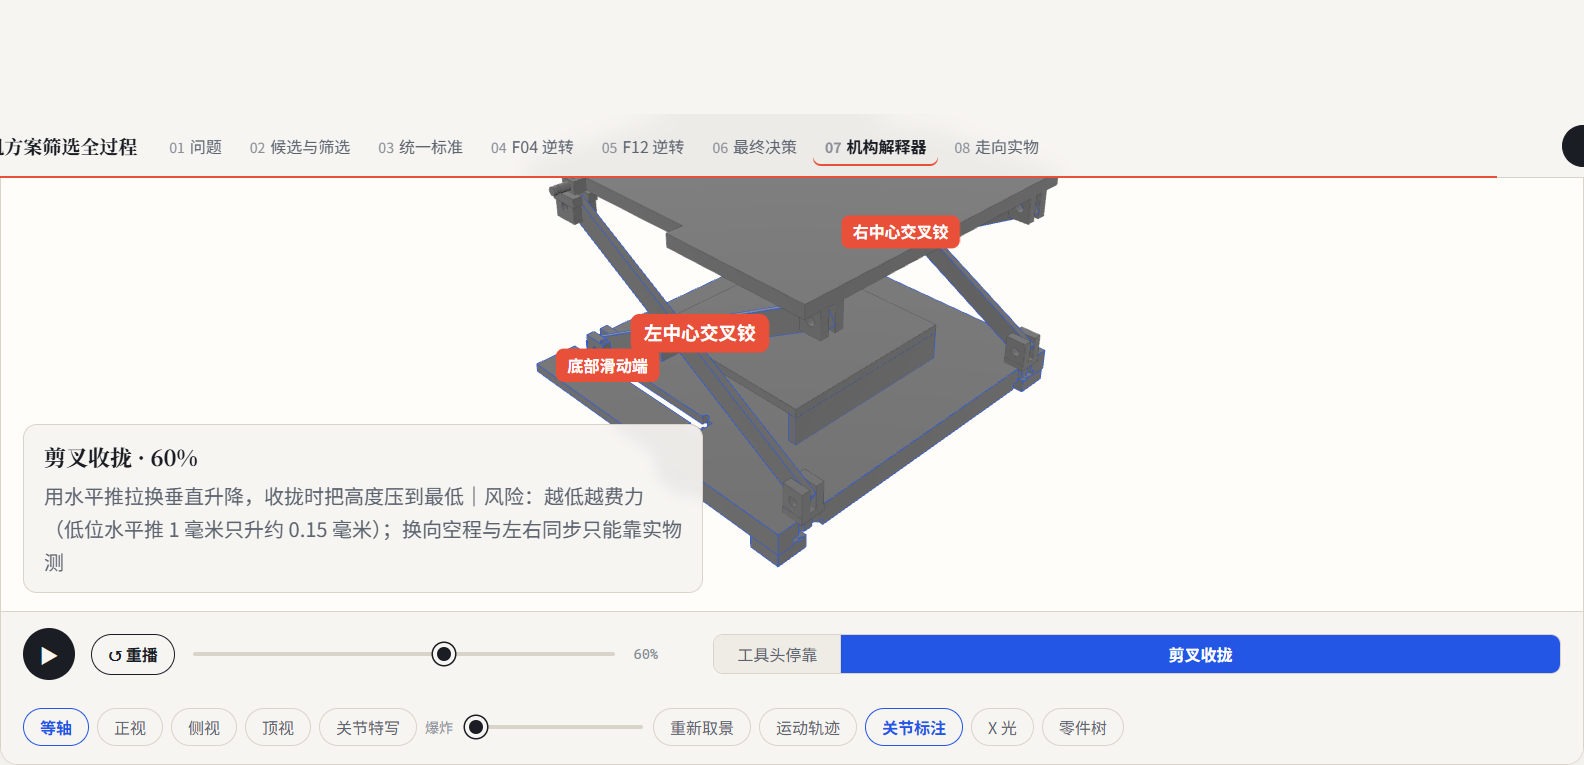 方案筛选全过程
01 问题
02 候选与筛选
03 统一标准
04 F04 逆转
05 F12 逆转
06 最终决策
07 机构解释器
08 走向实物
右中心交叉铰
左中心交叉铰
底部滑动端
剪叉收拢 · 60%
用水平推拉换垂直升降，收拢时把高度压到最低｜风险：越低越费力
（低位水平推 1 毫米只升约 0.15 毫米）；换向空程与左右同步只能靠实物
测
↺ 重播
60%
工具头停靠
剪叉收拢
等轴
正视
侧视
顶视
关节特写
爆炸
重新取景
运动轨迹
关节标注
X 光
零件树